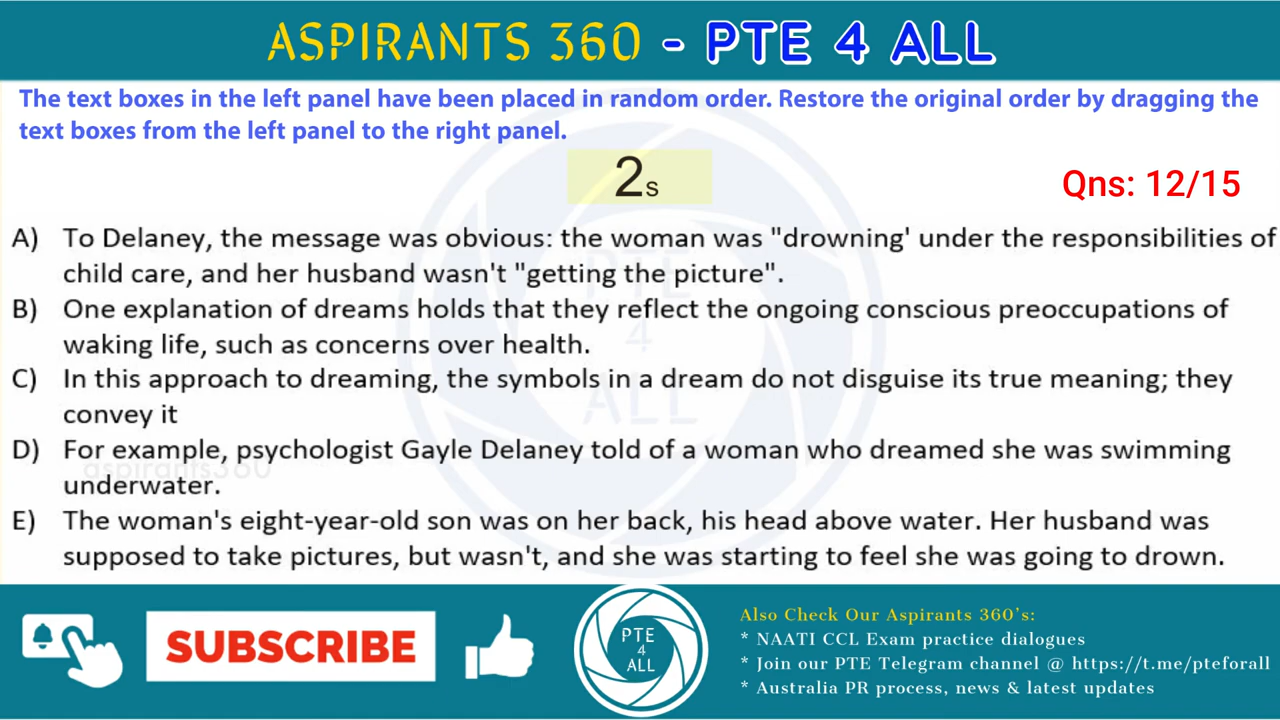 ASPIRANTS 360 - PTE 4 ALL
The text boxes in the left panel have been placed in random order. Restore the original order by dragging the
text boxes from the left panel to the right panel.
2s
Qns: 12/15
A) To Delaney, the message was obvious: the woman was "drowning' under the responsibilities of
child care, and her husband wasn't "getting the picture".
B) One explanation of dreams holds that they reflect the ongoing conscious preoccupations of
waking life, such as concerns over health.
C) In this approach to dreaming, the symbols in a dream do not disguise its true meaning; they
convey it
D) For example, psychologist Gayle Delaney told of a woman who dreamed she was swimming
underwater.
E) The woman's eight-year-old son was on her back, his head above water. Her husband was
supposed to take pictures, but wasn't, and she was starting to feel she was going to drown.
PTE
4
ALL
aspirants360
SUBSCRIBE
PTE
4
ALL
Also Check Our Aspirants 360's:
* NAATI CCL Exam practice dialogues
* Join our PTE Telegram channel @ https://t.me/pteforall
* Australia PR process, news & latest updates